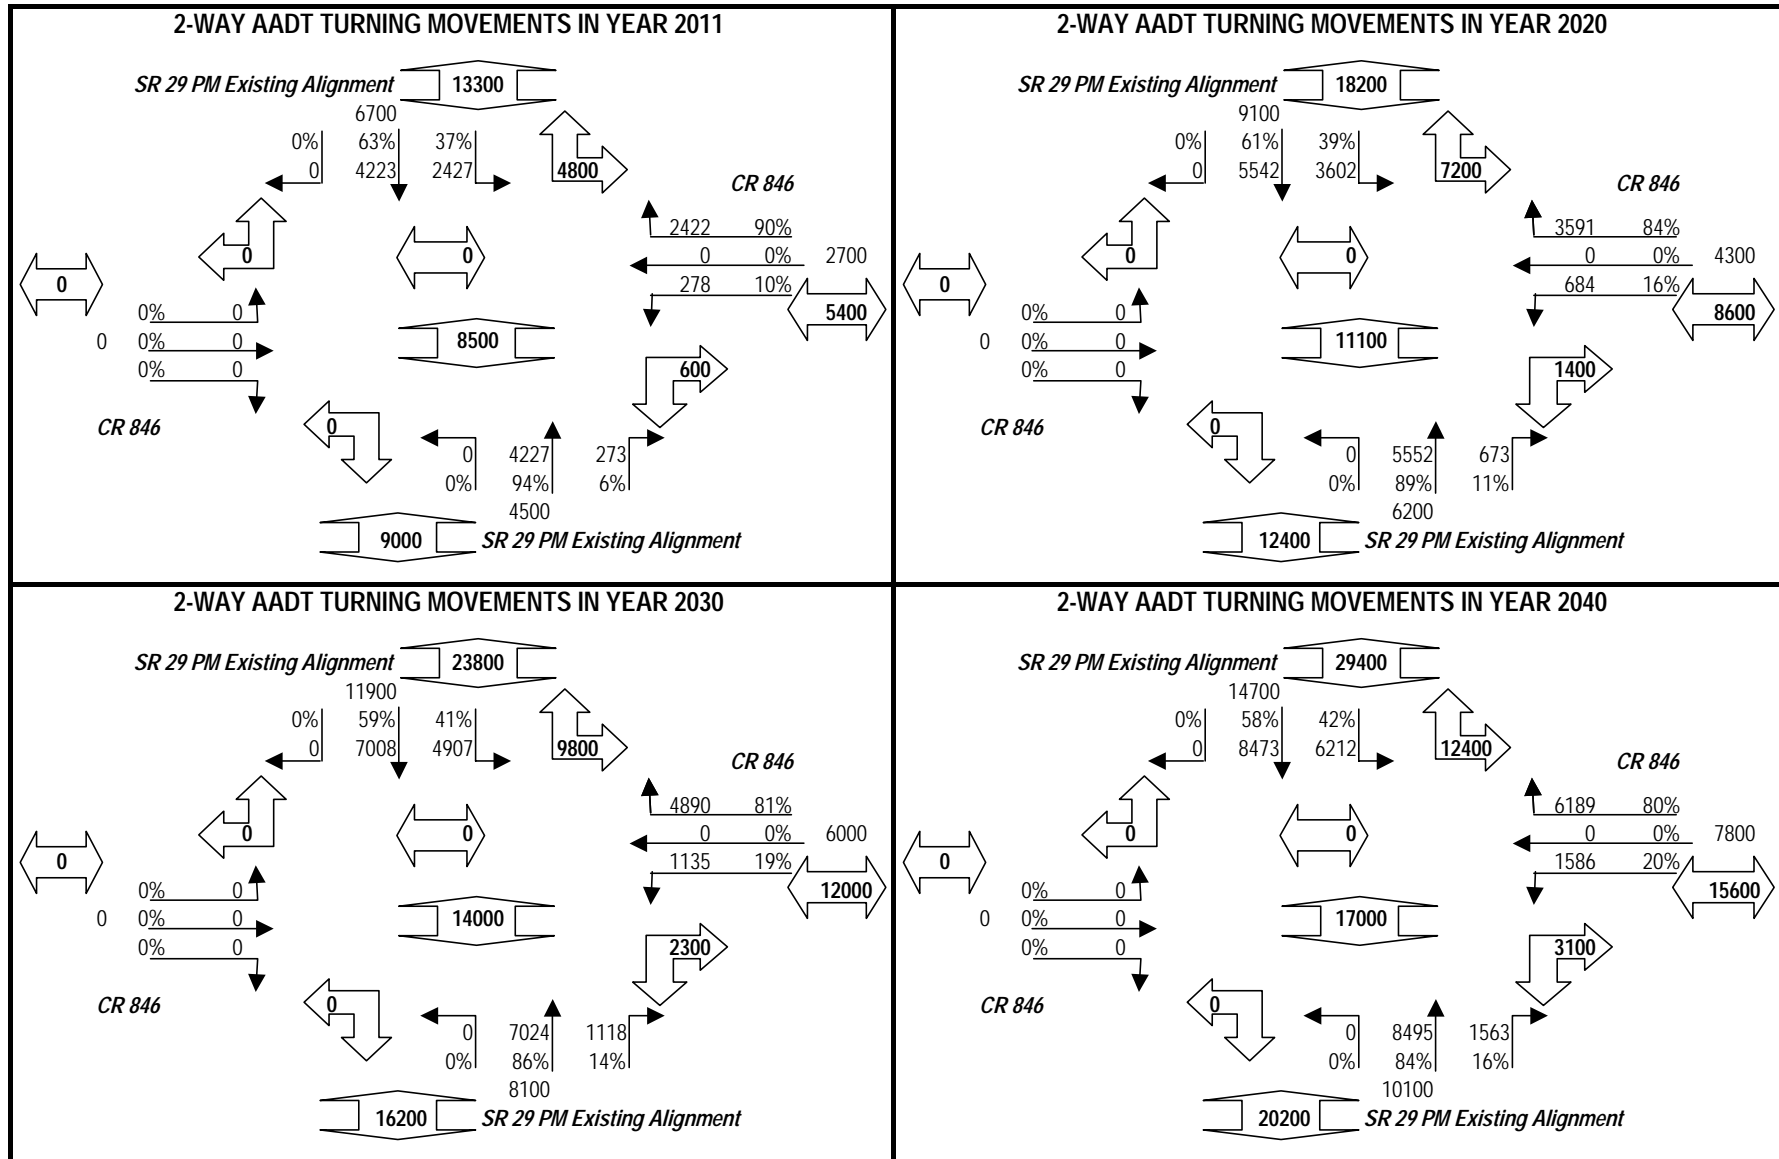 2-WAY AADT TURNING MOVEMENTS IN YEAR 2011
SR 29 PM Existing Alignment 13300
6700
0% 63% 37%
0 4223 2427 4800
CR 846
2422 90%
0 0 0 0% 2700
0 278 10%
0% 0 5400
0 0% 0 8500
0% 0 600
CR 846 0
0 4227 273
0% 94% 6%
4500
9000 SR 29 PM Existing Alignment
2-WAY AADT TURNING MOVEMENTS IN YEAR 2020
SR 29 PM Existing Alignment 18200
9100
0% 61% 39%
0 5542 3602 7200
CR 846
3591 84%
0 0 0 0% 4300
0 684 16%
0% 0 8600
0 0% 0 11100
0% 0 1400
CR 846 0
0 5552 673
0% 89% 11%
6200
12400 SR 29 PM Existing Alignment
2-WAY AADT TURNING MOVEMENTS IN YEAR 2030
SR 29 PM Existing Alignment 23800
11900
0% 59% 41%
0 7008 4907 9800
CR 846
4890 81%
0 0 0 0% 6000
0 1135 19%
0% 0 12000
0 0% 0 14000
0% 0 2300
CR 846 0
0 7024 1118
0% 86% 14%
8100
16200 SR 29 PM Existing Alignment
2-WAY AADT TURNING MOVEMENTS IN YEAR 2040
SR 29 PM Existing Alignment 29400
14700
0% 58% 42%
0 8473 6212 12400
CR 846
6189 80%
0 0 0 0% 7800
0 1586 20%
0% 0 15600
0 0% 0 17000
0% 0 3100
CR 846 0
0 8495 1563
0% 84% 16%
10100
20200 SR 29 PM Existing Alignment